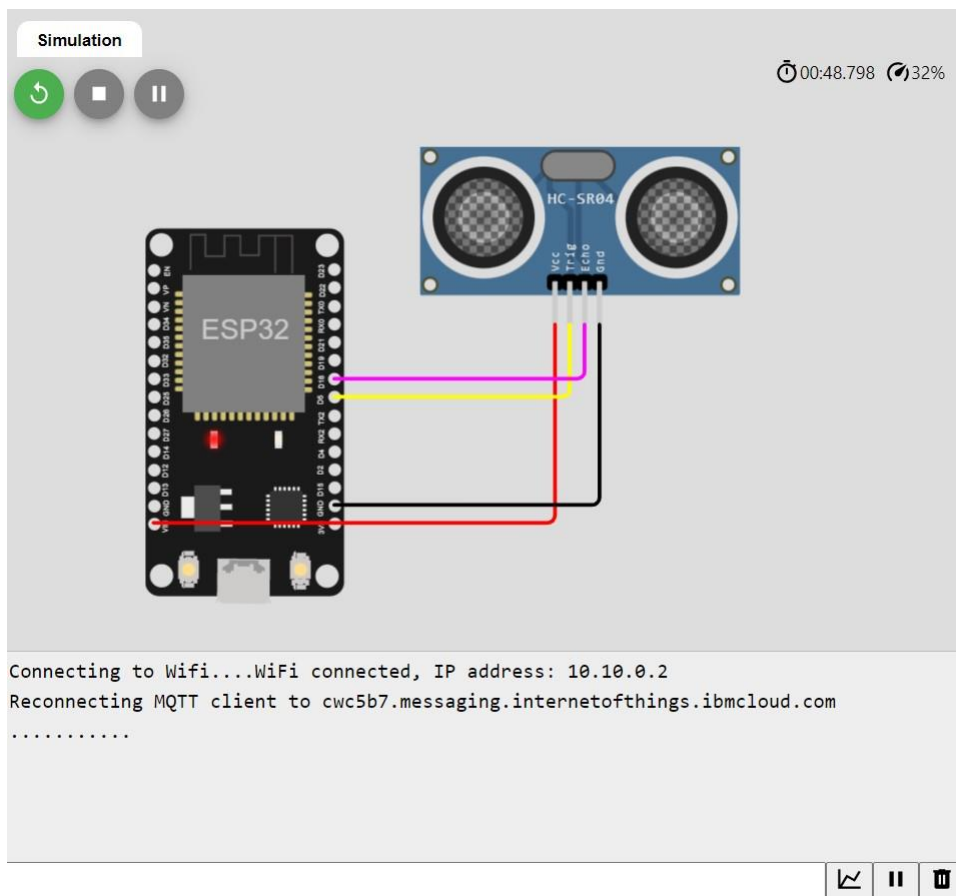 Simulation
00:48.798 32%
HC-SR04
Vcc
Trig
Echo
Gnd
ESP32
EN
VP
VN
D34
D35
D32
D33
D25
D26
D27
D14
D12
D13
GND
D23
D22
TX0
RX0
D21
D19
D18
D5
TX2
RX2
D4
D2
D15
GND
3V
Connecting to Wifi....WiFi connected, IP address: 10.10.0.2
Reconnecting MQTT client to cwc5b7.messaging.internetofthings.ibmcloud.com
...........